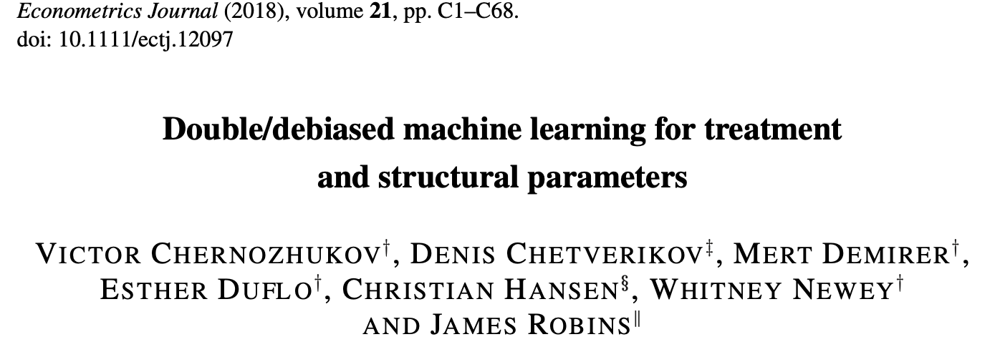 Econometrics Journal (2018), volume 21, pp. C1–C68.
doi: 10.1111/ectj.12097
Double/debiased machine learning for treatment
and structural parameters
VICTOR CHERNOZHUKOV†, DENIS CHETVERIKOV‡, MERT DEMIRER†,
ESTHER DUFLO†, CHRISTIAN HANSEN§, WHITNEY NEWEY†
AND JAMES ROBINS‖